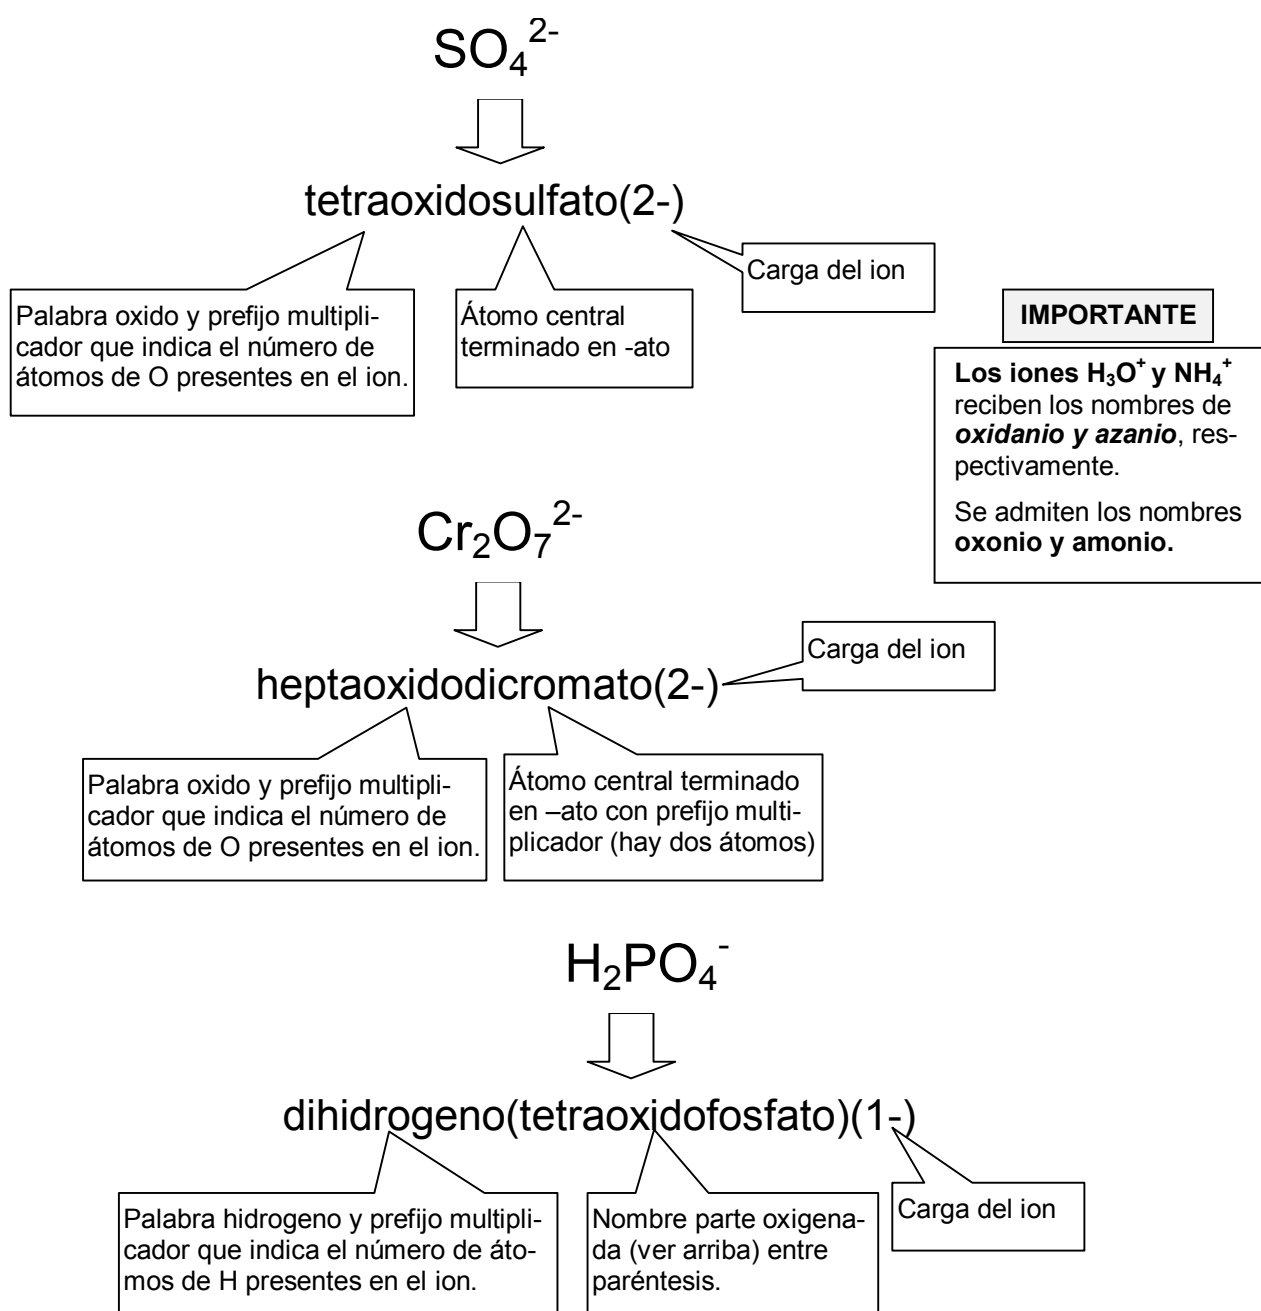 SO₄²⁻
tetraoxidosulfato(2-)
Carga del ion
Palabra oxido y prefijo multipli-
cador que indica el número de
átomos de O presentes en el ion.
Átomo central
terminado en -ato
IMPORTANTE
Los iones H₃O⁺ y NH₄⁺
reciben los nombres de
oxidanio y azanio, res-
pectivamente.
Se admiten los nombres
oxonio y amonio.
Cr₂O₇²⁻
heptaoxidodicromato(2-)
Carga del ion
Palabra oxido y prefijo multipli-
cador que indica el número de
átomos de O presentes en el ion.
Átomo central terminado
en –ato con prefijo multi-
plicador (hay dos átomos)
H₂PO₄⁻
dihidrogeno(tetraoxidofosfato)(1-)
Palabra hidrogeno y prefijo multipli-
cador que indica el número de áto-
mos de H presentes en el ion.
Nombre parte oxigena-
da (ver arriba) entre
paréntesis.
Carga del ion